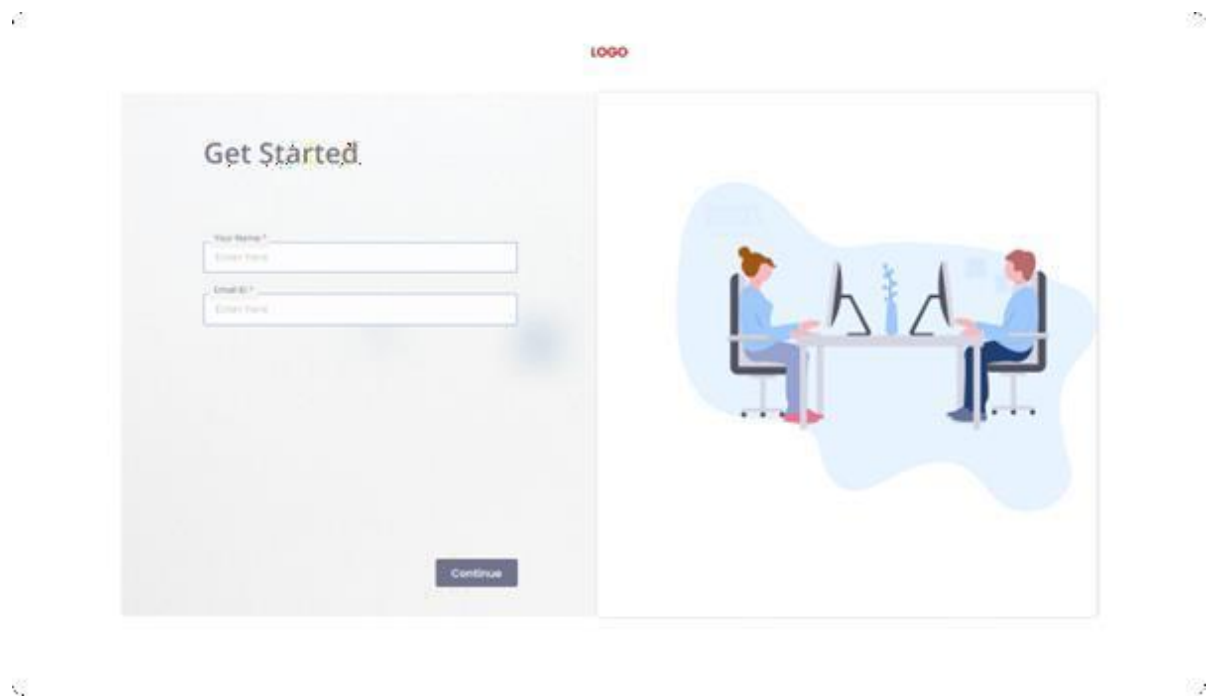 LOGO
Get Started
Your Name *
Enter here
Email ID *
Enter here
Continue